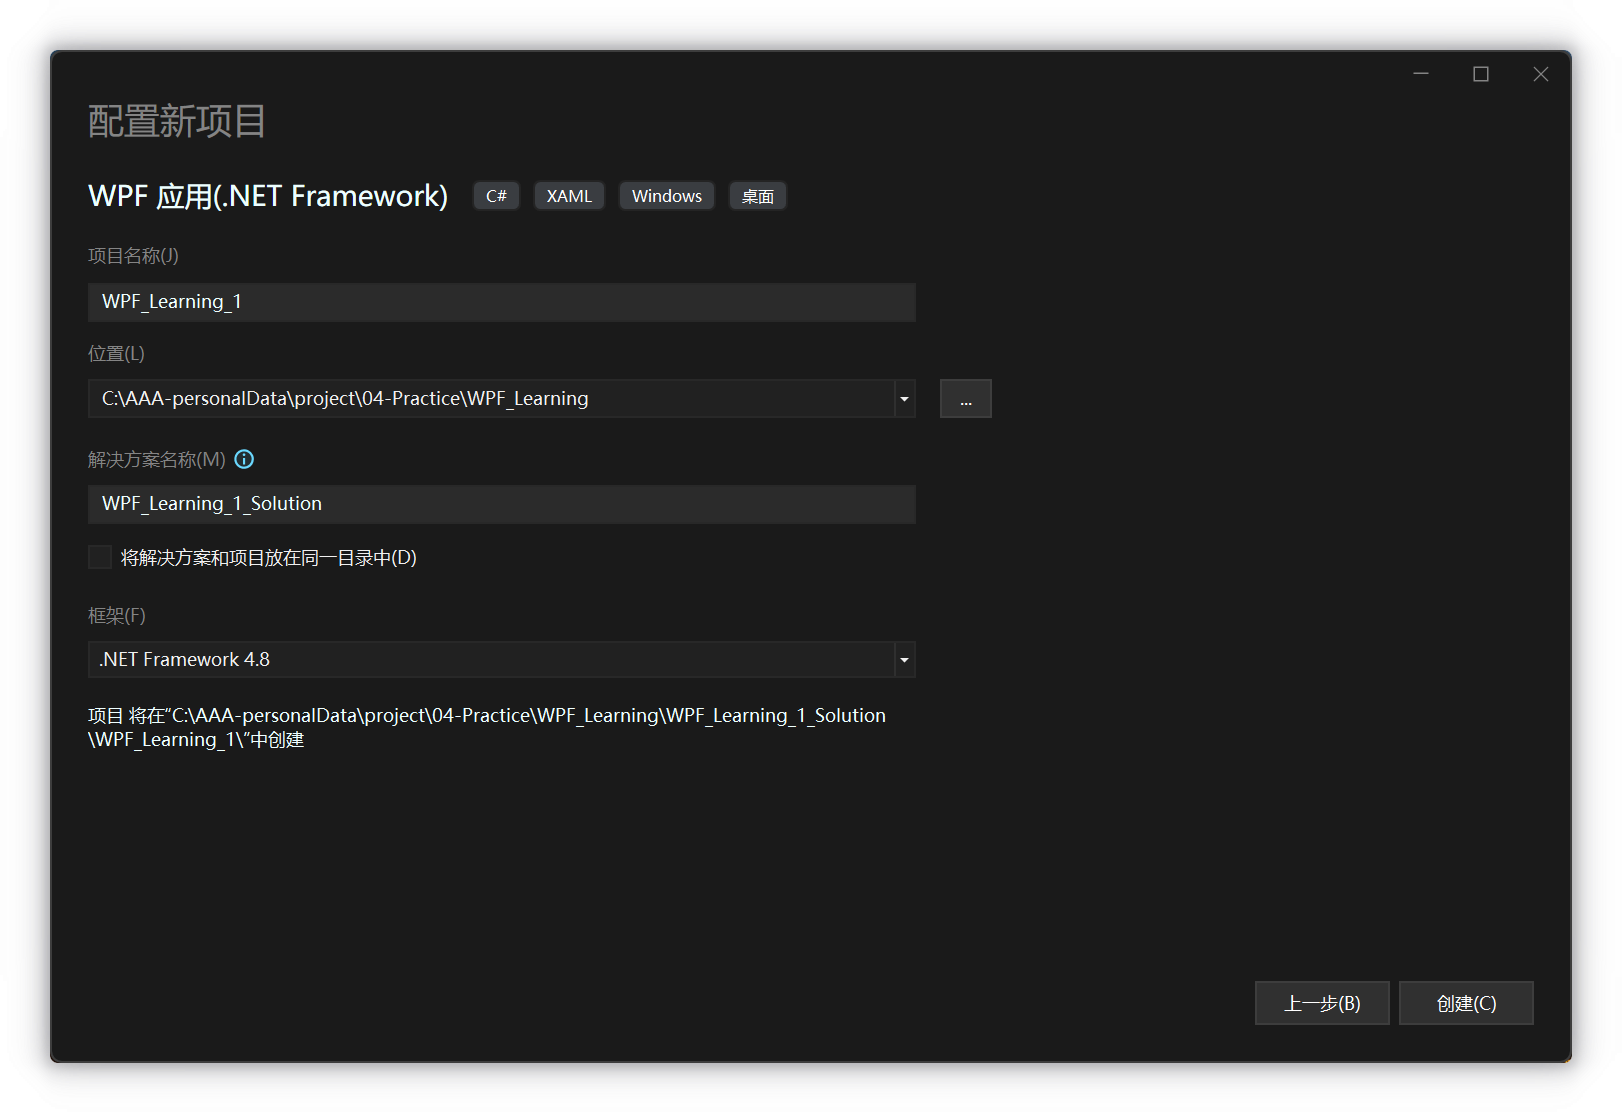 配置新项目
WPF 应用(.NET Framework) C# XAML Windows 桌面
项目名称(J)
WPF_Learning_1
位置(L)
C:\AAA-personalData\project\04-Practice\WPF_Learning ...
解决方案名称(M)
WPF_Learning_1_Solution
将解决方案和项目放在同一目录中(D)
框架(F)
.NET Framework 4.8
项目 将在"C:\AAA-personalData\project\04-Practice\WPF_Learning\WPF_Learning_1_Solution
\WPF_Learning_1\"中创建
上一步(B) 创建(C)